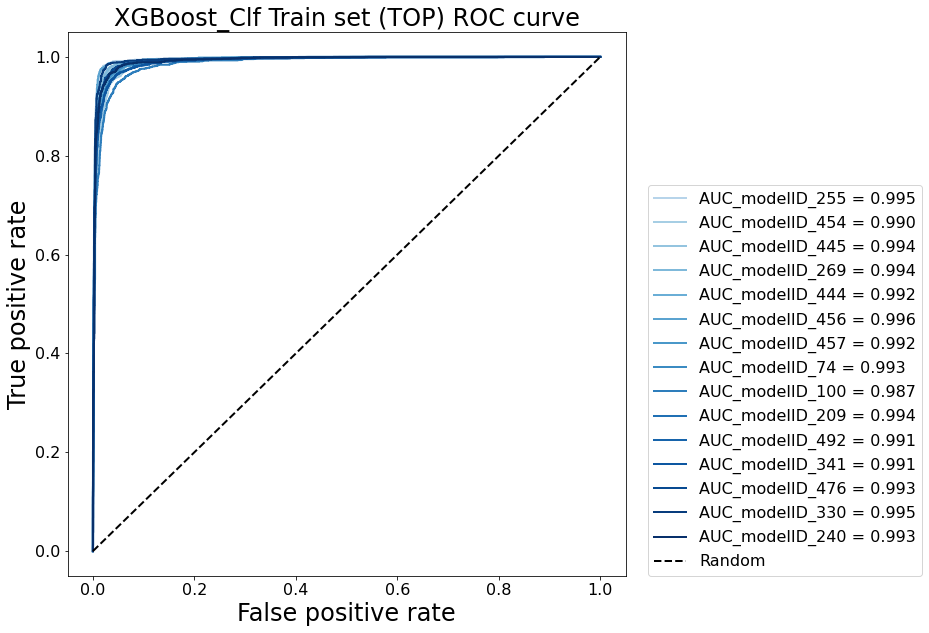 XGBoost_Clf Train set (TOP) ROC curve
True positive rate
1.0
0.8
0.6
0.4
0.2
0.0
0.0 0.2 0.4 0.6 0.8 1.0
False positive rate
AUC_modelID_255 = 0.995
AUC_modelID_454 = 0.990
AUC_modelID_445 = 0.994
AUC_modelID_269 = 0.994
AUC_modelID_444 = 0.992
AUC_modelID_456 = 0.996
AUC_modelID_457 = 0.992
AUC_modelID_74 = 0.993
AUC_modelID_100 = 0.987
AUC_modelID_209 = 0.994
AUC_modelID_492 = 0.991
AUC_modelID_341 = 0.991
AUC_modelID_476 = 0.993
AUC_modelID_330 = 0.995
AUC_modelID_240 = 0.993
Random